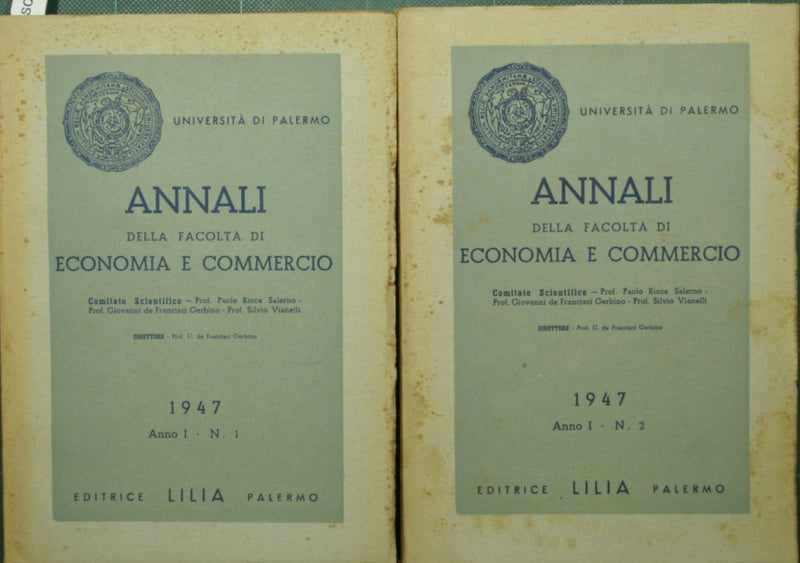 UNIVERSITÀ DI PALERMO
ANNALI
DELLA FACOLTÀ DI
ECONOMIA E COMMERCIO
Comitato Scientifico — Prof. Paolo Ricca Salerno -
Prof. Giovanni de Francisci Gerbino - Prof. Silvio Vianelli
DIRETTORE - Prof. G. de Francisci Gerbino
1947
Anno I - N. 1
EDITRICE LILIA PALERMO
UNIVERSITÀ DI PALERMO
ANNALI
DELLA FACOLTÀ DI
ECONOMIA E COMMERCIO
Comitato Scientifico — Prof. Paolo Ricca Salerno -
Prof. Giovanni de Francisci Gerbino - Prof. Silvio Vianelli
DIRETTORE - Prof. G. de Francisci Gerbino
1947
Anno I - N. 2
EDITRICE LILIA PALERMO